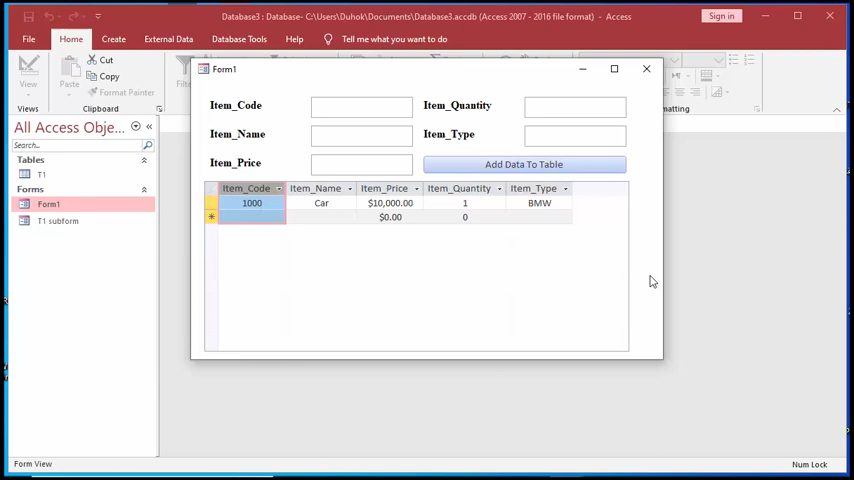 Database3 : Database- C:\Users\Duhok\Documents\Database3.accdb (Access 2007 - 2016 file format) - Access
Sign in
File Home Create External Data Database Tools Help Tell me what you want to do
View
Views
Paste
Cut
Copy
Format Painter
Clipboard
All Access Obje...
Search...
Tables
T1
Forms
Form1
T1 subform
Form1
Item_Code Item_Quantity
Item_Name Item_Type
Item_Price Add Data To Table
Item_Code Item_Name Item_Price Item_Quantity Item_Type
1000 Car $10,000.00 1 BMW
$0.00 0
Form View
Num Lock